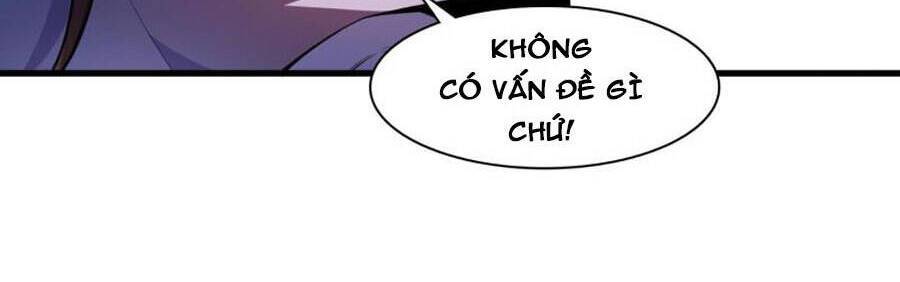 KHÔNG
CÓ VẤN ĐỀ GÌ
CHỨ!